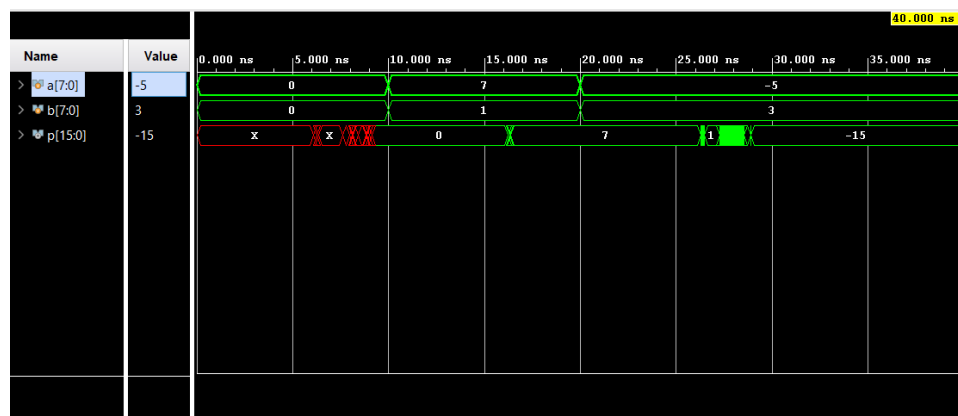 40.000 ns
Name Value 0.000 ns 5.000 ns 10.000 ns 15.000 ns 20.000 ns 25.000 ns 30.000 ns 35.000 ns
a[7:0] -5 0 7 -5
b[7:0] 3 0 1 3
p[15:0] -15 X X 0 7 1 -15